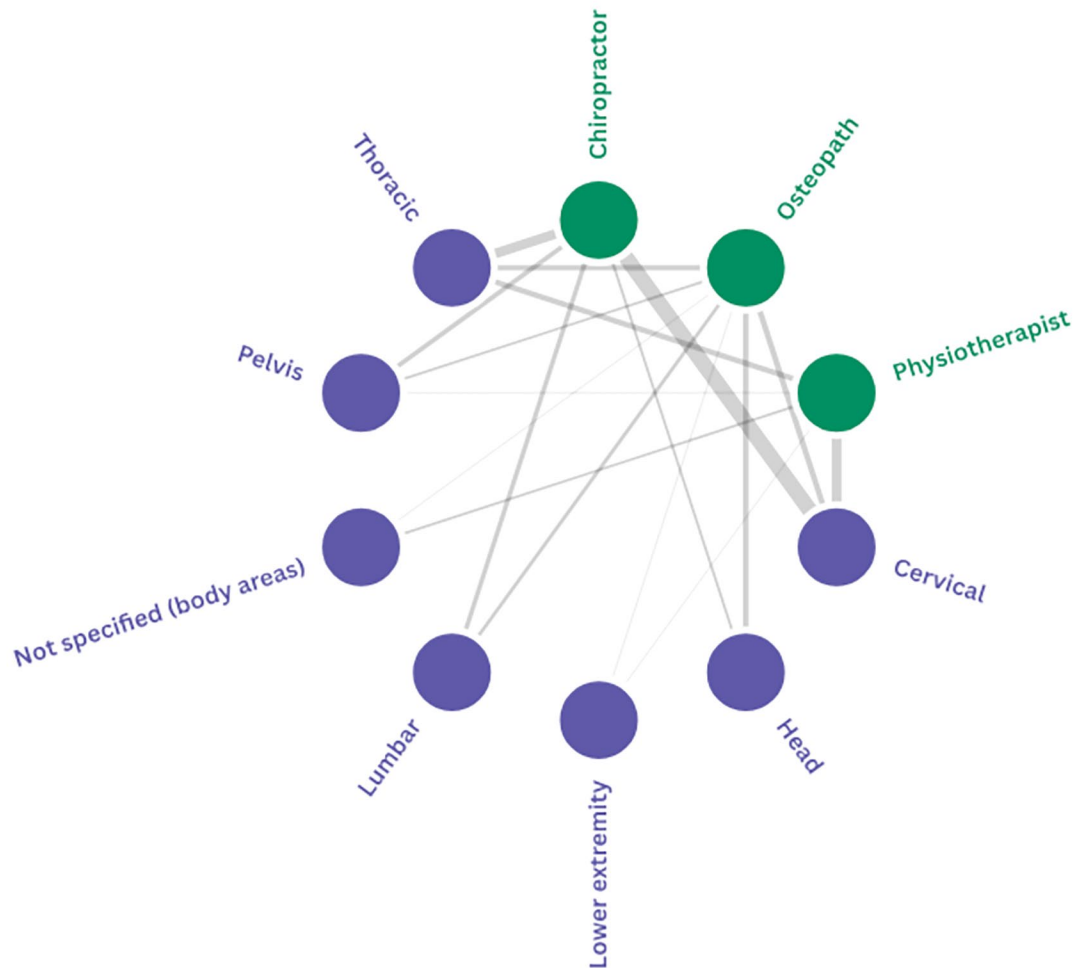 Chiropractor
Osteopath
Thoracic
Physiotherapist
Pelvis
Cervical
Not specified (body areas)
Lumbar
Head
Lower extremity